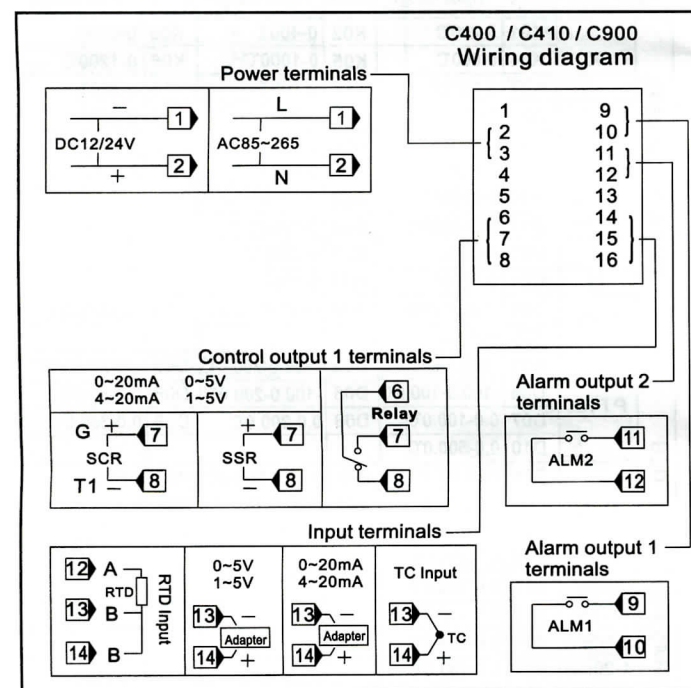 C400 / C410 / C900
Wiring diagram
Power terminals
− 1
DC12/24V
+ 2
L 1
AC85~265
N 2
1 9
2 10
3 11
4 12
5 13
6 14
7 15
8 16
Control output 1 terminals
0~20mA 0~5V
4~20mA 1~5V
G + 7
SCR
T1 − 8
+ 7
SSR
− 8
6
Relay
7
8
Alarm output 2
terminals
11
ALM2
12
Input terminals
12 A
RTD
13 B
14 B
RTD Input
0~5V
1~5V
13 −
Adapter
14 +
0~20mA
4~20mA
13 −
Adapter
14 +
TC Input
13 −
TC
14 +
Alarm output 1
terminals
9
ALM1
10